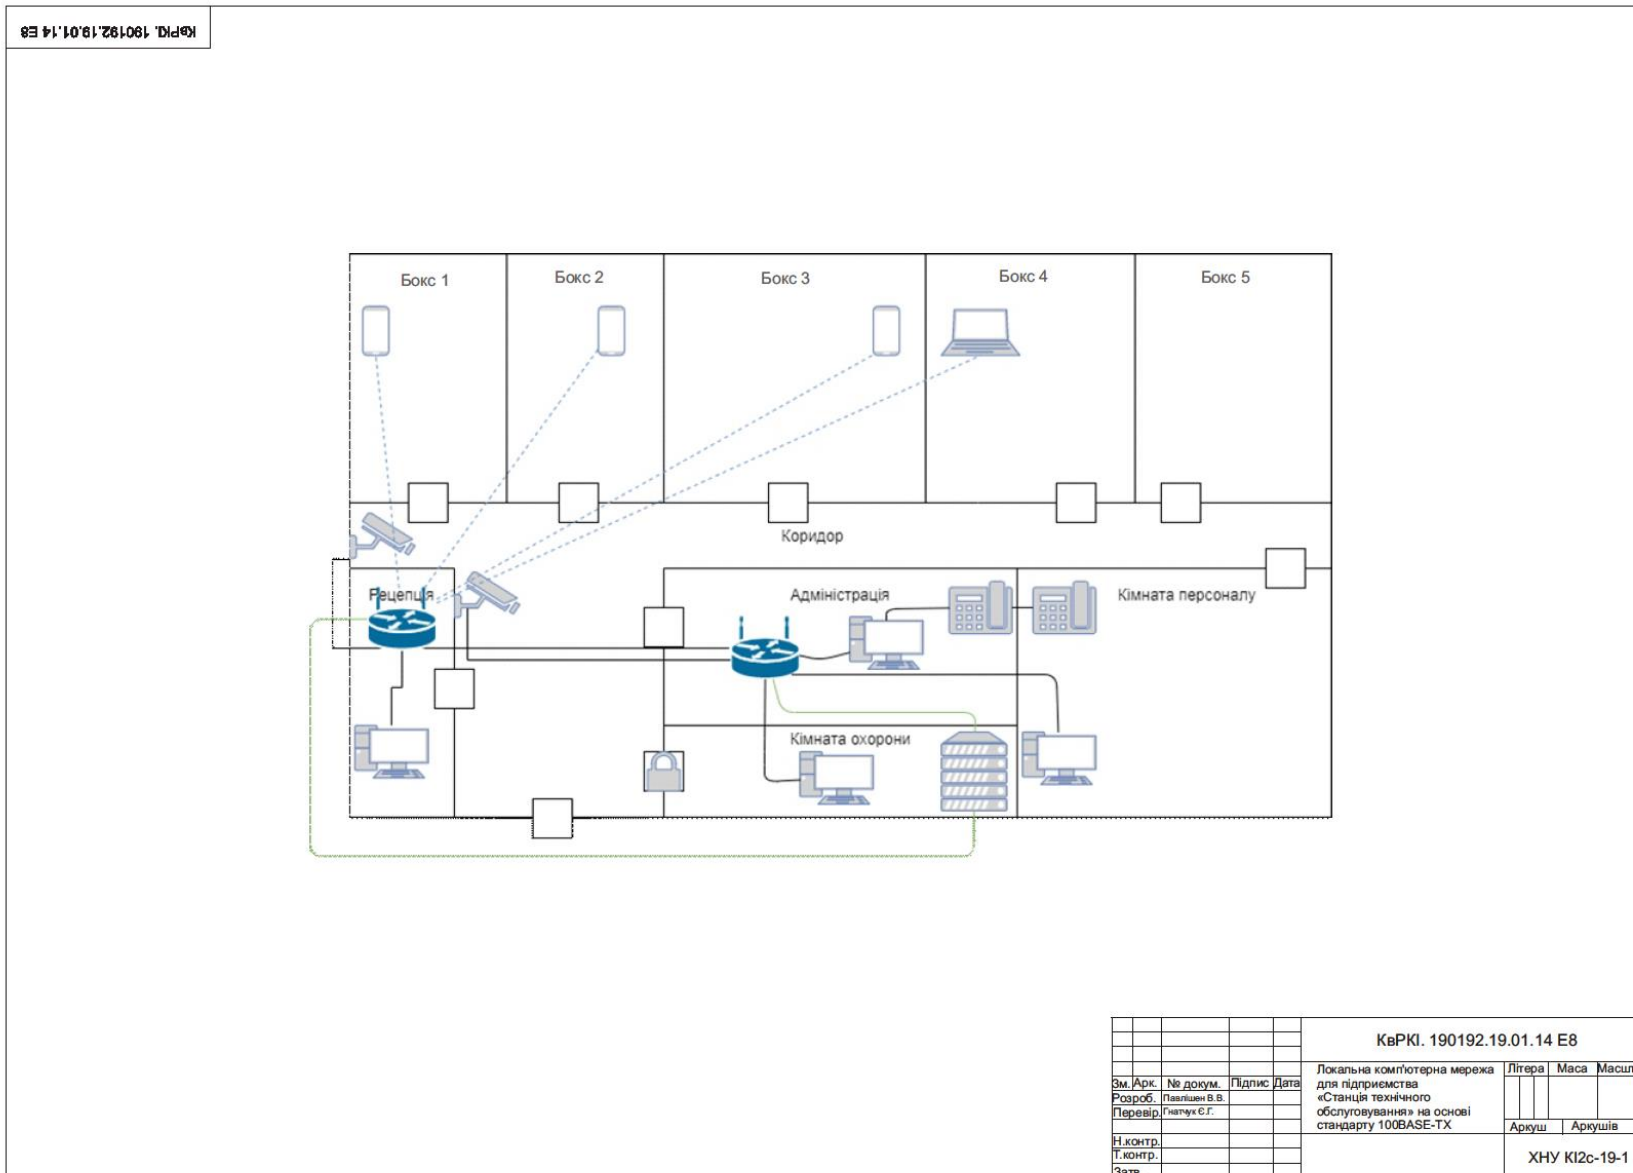 КвРКІ. 190192.19.01.14 Е8
Бокс 1
Бокс 2
Бокс 3
Бокс 4
Бокс 5
Коридор
Рецепція
Адміністрація
Кімната персоналу
Кімната охорони
КвРКІ. 190192.19.01.14 Е8
Зм. Арк. № докум. Підпис Дата
Розроб. Павлішен В.В.
Перевір. Гнатчук Є.Г.
Н.контр.
Т.контр.
Затв.
Локальна комп'ютерна мережа
для підприємства
«Станція технічного
обслуговування» на основі
стандарту 100BASE-TX
Літера Маса Масшт
Аркуш Аркушів
ХНУ КІ2с-19-1